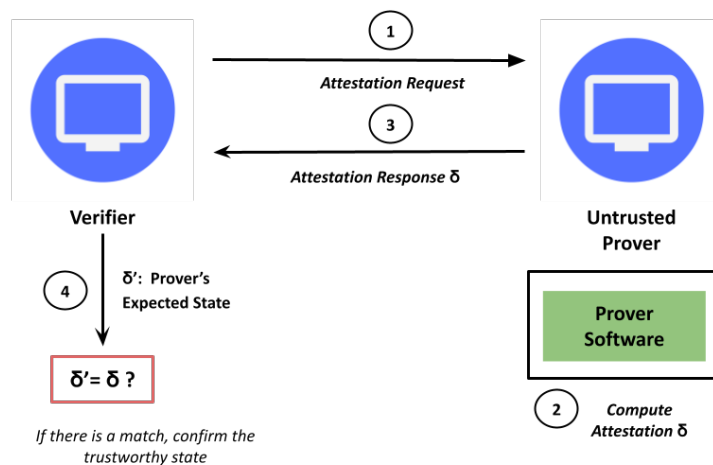 1
Attestation Request
3
Attestation Response δ
Verifier
Untrusted
Prover
4
δ’: Prover’s
Expected State
Prover
Software
δ’= δ ?
2
Compute
Attestation δ
If there is a match, confirm the
trustworthy state